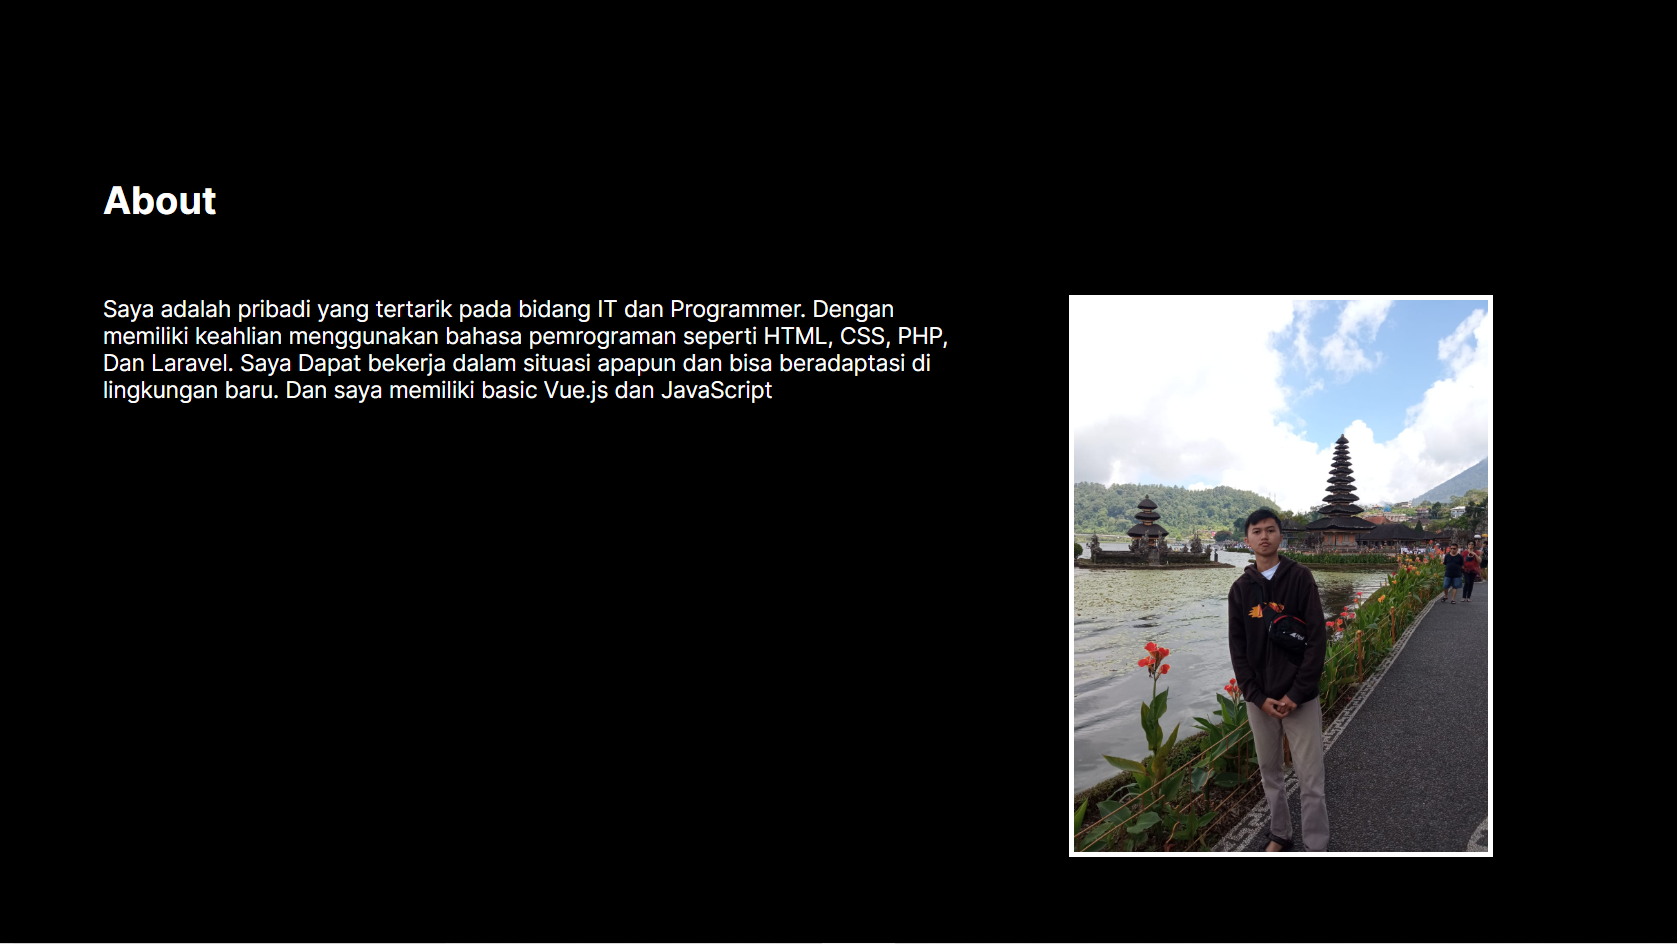 About
Saya adalah pribadi yang tertarik pada bidang IT dan Programmer. Dengan
memiliki keahlian menggunakan bahasa pemrograman seperti HTML, CSS, PHP,
Dan Laravel. Saya Dapat bekerja dalam situasi apapun dan bisa beradaptasi di
lingkungan baru. Dan saya memiliki basic Vue.js dan JavaScript